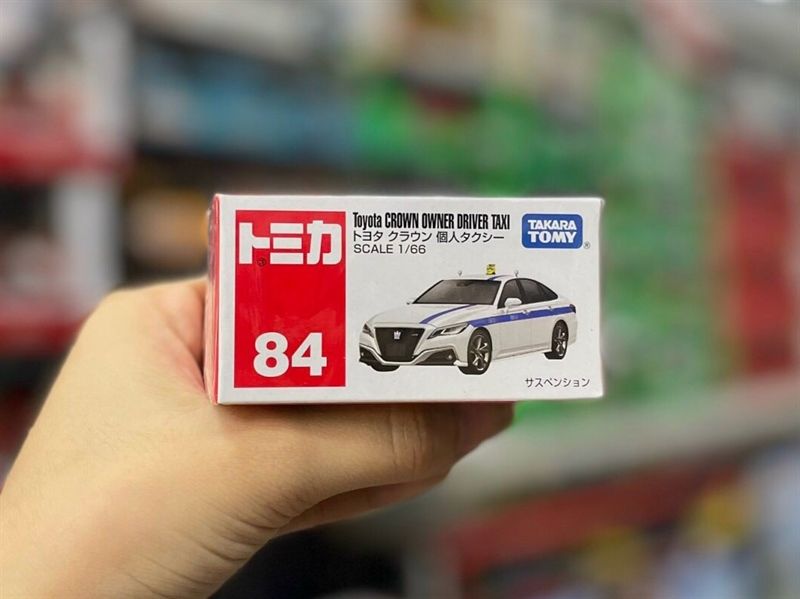 トミカ
84
Toyota CROWN OWNER DRIVER TAXI
トヨタ クラウン 個人タクシー
SCALE 1/66
TAKARA
TOMY
サスペンション